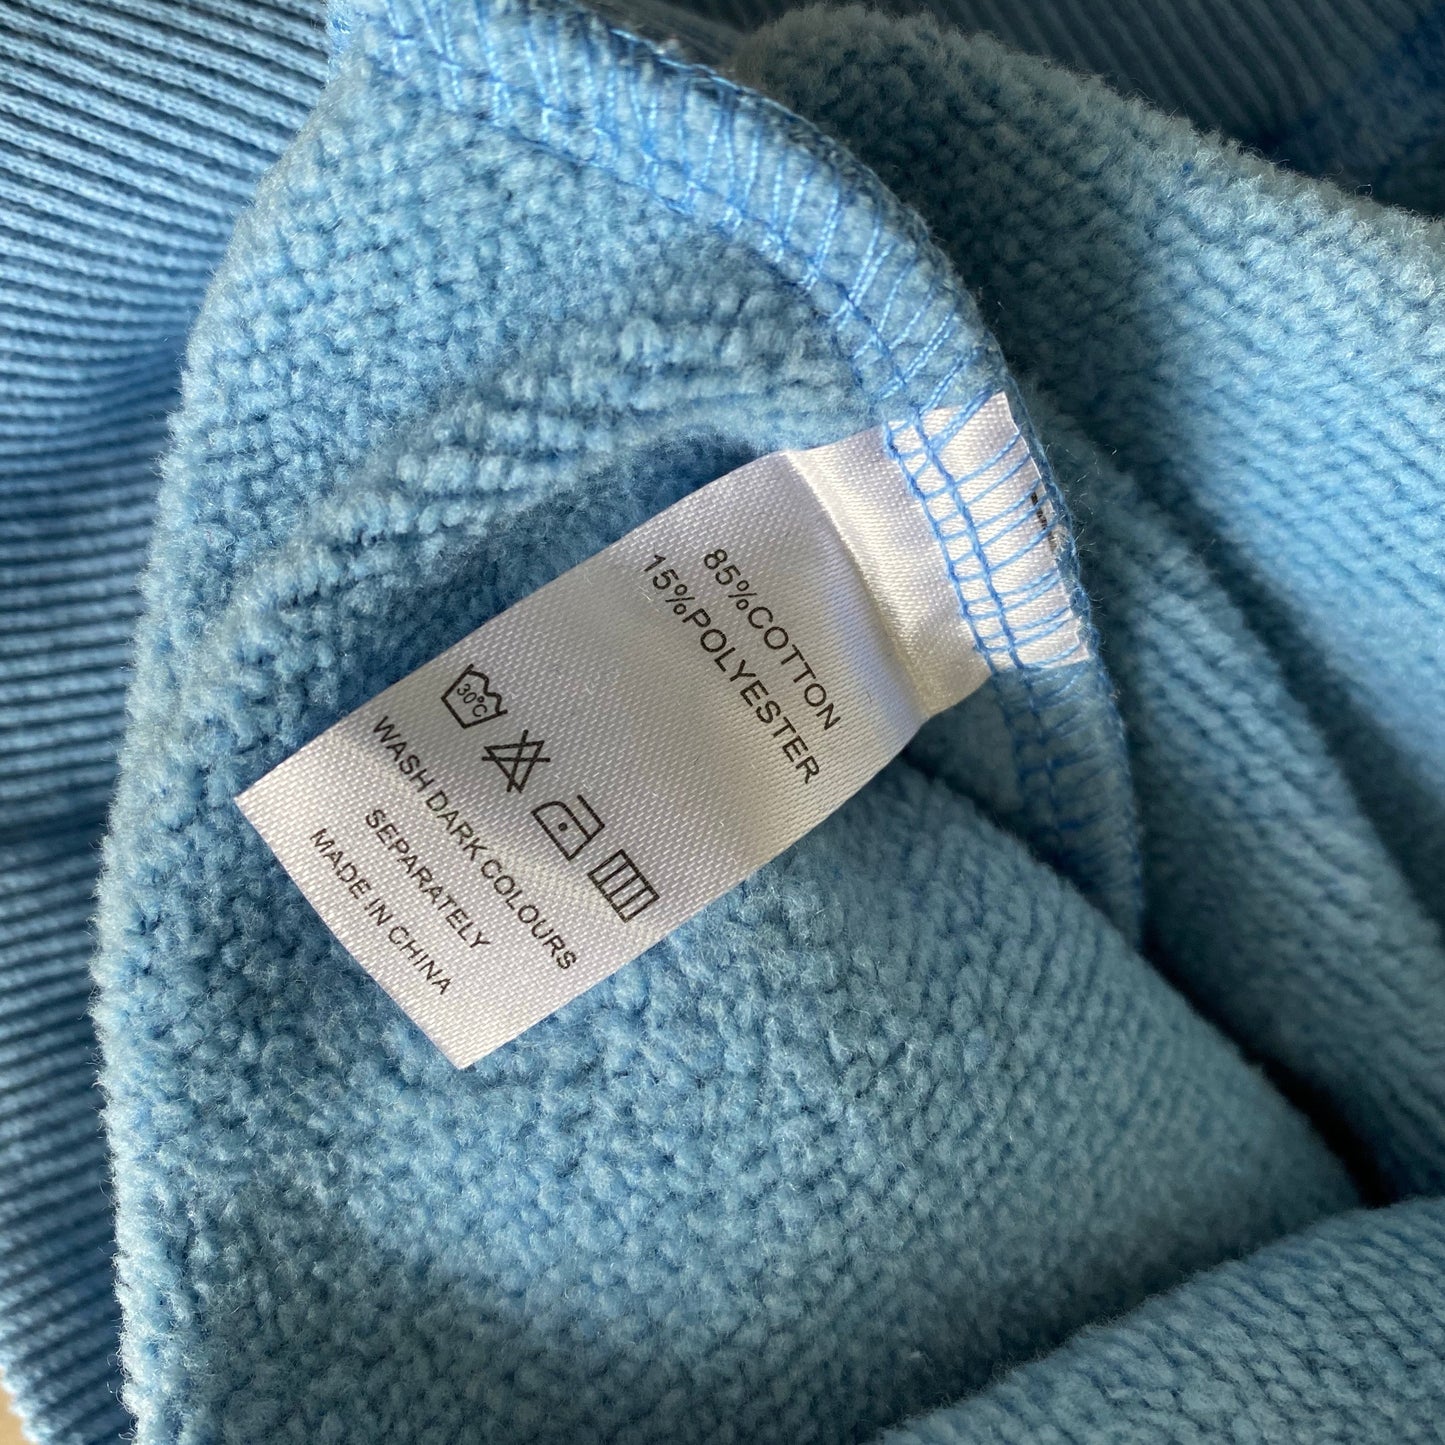 85%COTTON
15%POLYESTER
30°C
WASH DARK COLOURS
SEPARATELY
MADE IN CHINA